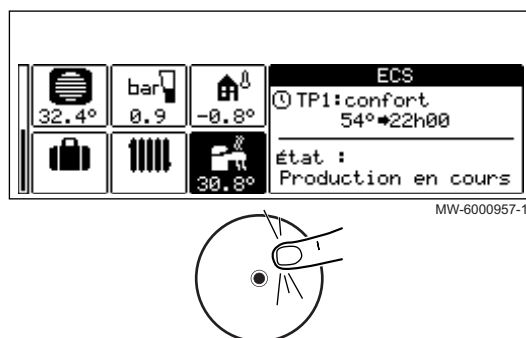 ECS
bar
TP1:confort
32.4° 0.9 -0.8°
54°➡22h00
état :
30.8°
Production en cours
MW-6000957-1